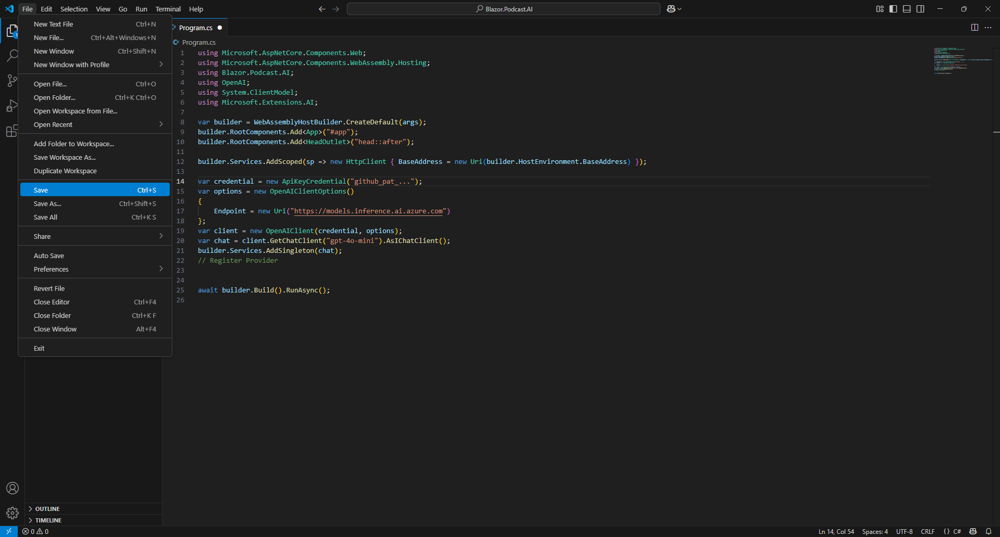 File Edit Selection View Go Run Terminal Help
Blazor.Podcast.AI
New Text File Ctrl+N
New File... Ctrl+Alt+Windows+N
New Window Ctrl+Shift+N
New Window with Profile
Open File... Ctrl+O
Open Folder... Ctrl+K Ctrl+O
Open Workspace from File...
Open Recent
Add Folder to Workspace...
Save Workspace As...
Duplicate Workspace
Save Ctrl+S
Save As... Ctrl+Shift+S
Save All Ctrl+K S
Share
Auto Save
Preferences
Revert File
Close Editor Ctrl+F4
Close Folder Ctrl+K F
Close Window Alt+F4
Exit
1
OUTLINE
TIMELINE
Program.cs
Program.cs
1 using Microsoft.AspNetCore.Components.Web;
2 using Microsoft.AspNetCore.Components.WebAssembly.Hosting;
3 using Blazor.Podcast.AI;
4 using OpenAI;
5 using System.ClientModel;
6 using Microsoft.Extensions.AI;
7
8 var builder = WebAssemblyHostBuilder.CreateDefault(args);
9 builder.RootComponents.Add<App>("#app");
10 builder.RootComponents.Add<HeadOutlet>("head::after");
11
12 builder.Services.AddScoped(sp => new HttpClient { BaseAddress = new Uri(builder.HostEnvironment.BaseAddress) });
13
14 var credential = new ApiKeyCredential("github_pat_...");
15 var options = new OpenAIClientOptions()
16 {
17 Endpoint = new Uri("https://models.inference.ai.azure.com")
18 };
19 var client = new OpenAIClient(credential, options);
20 var chat = client.GetChatClient("gpt-4o-mini").AsIChatClient();
21 builder.Services.AddSingleton(chat);
22 // Register Provider
23
24
25 await builder.Build().RunAsync();
26
0 0
Ln 14, Col 54 Spaces: 4 UTF-8 CRLF {} C#